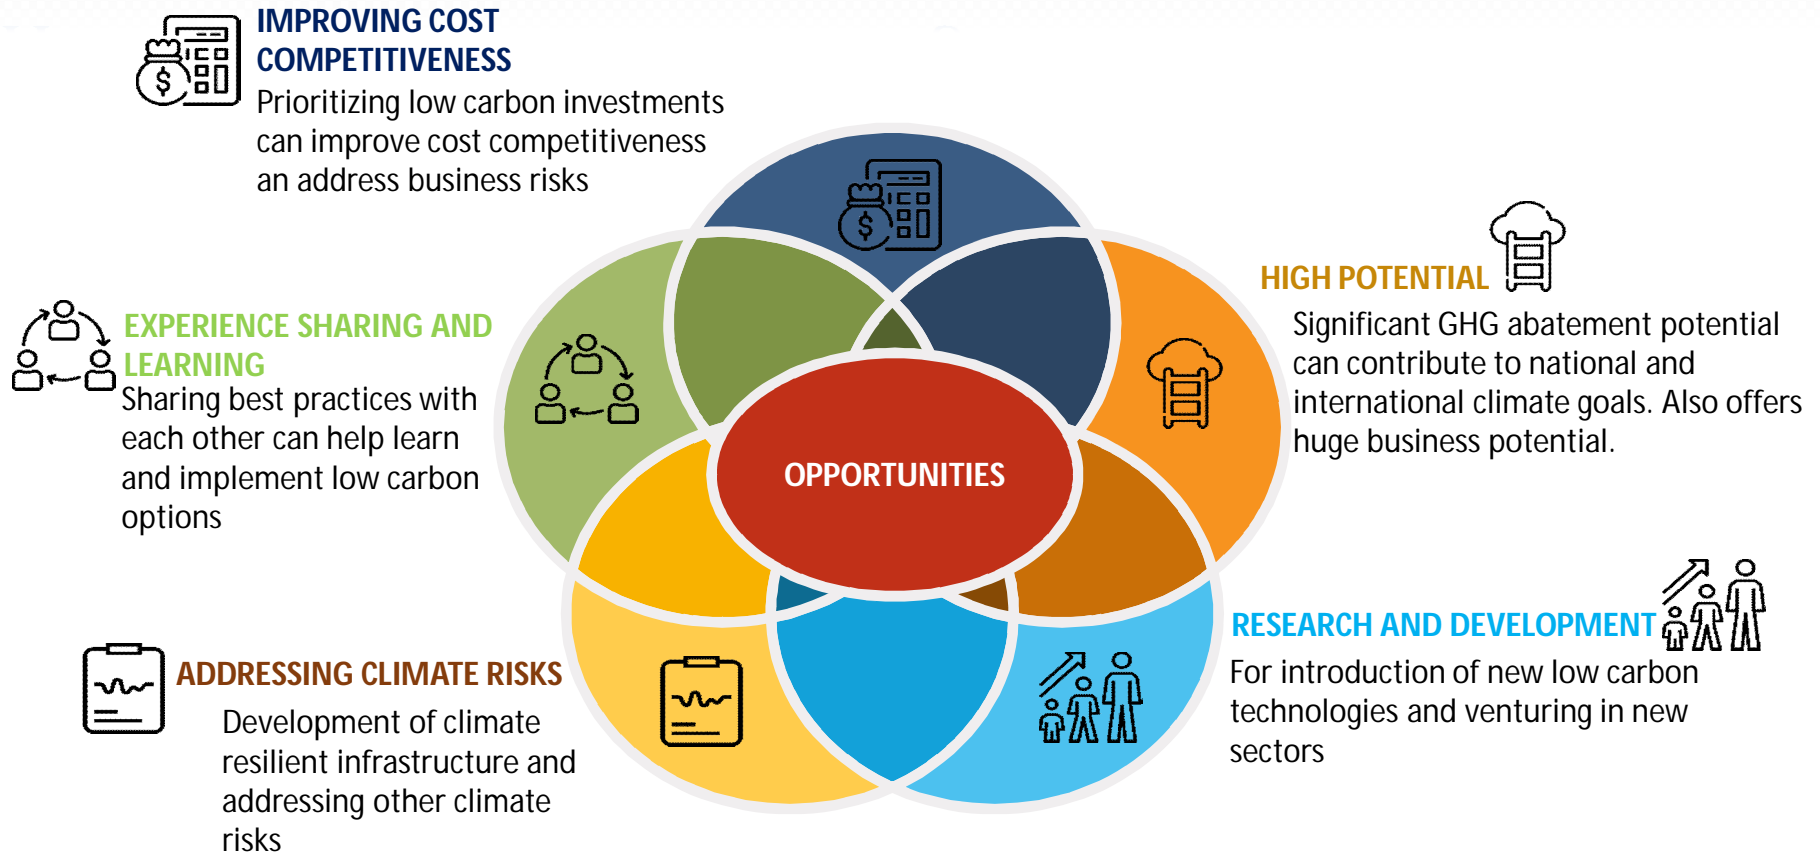 IMPROVING COST
COMPETITIVENESS
Prioritizing low carbon investments
can improve cost competitiveness
an address business risks
HIGH POTENTIAL
Significant GHG abatement potential
can contribute to national and
international climate goals. Also offers
huge business potential.
EXPERIENCE SHARING AND
LEARNING
Sharing best practices with
each other can help learn
and implement low carbon
options
OPPORTUNITIES
RESEARCH AND DEVELOPMENT
For introduction of new low carbon
technologies and venturing in new
sectors
ADDRESSING CLIMATE RISKS
Development of climate
resilient infrastructure and
addressing other climate
risks